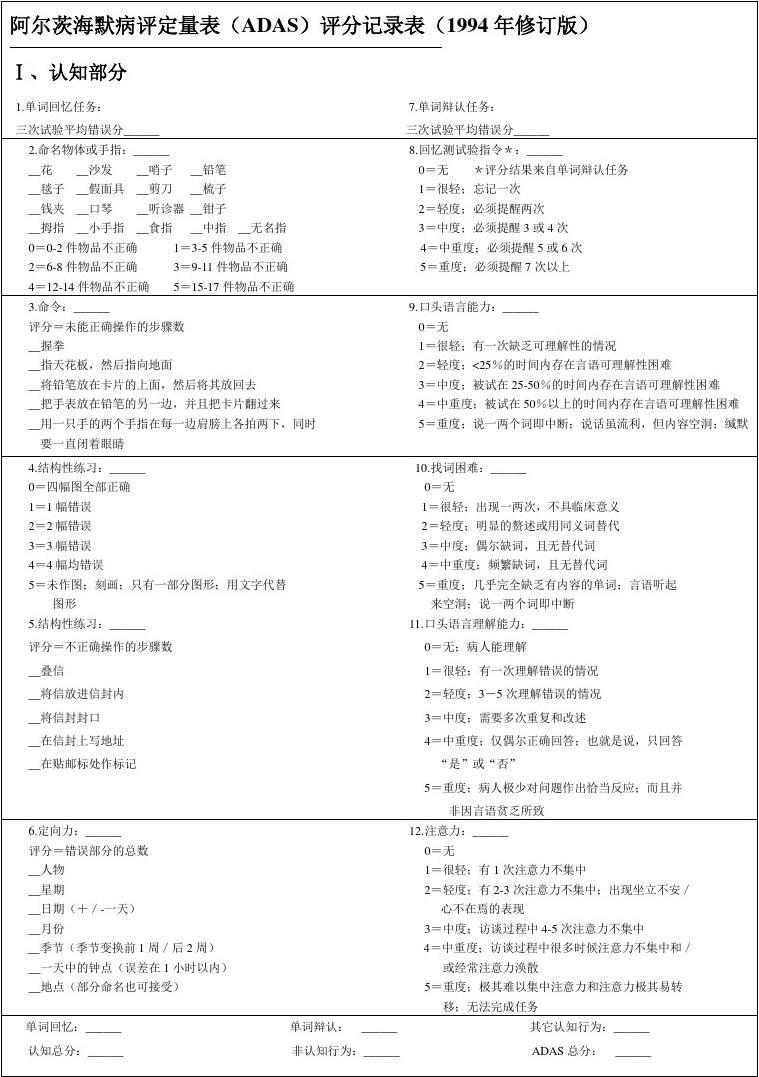 阿尔茨海默病评定量表（ADAS）评分记录表（1994 年修订版）
Ⅰ、认知部分
1.单词回忆任务：
三次试验平均错误分______
2.命名物体或手指：______
__花 __沙发 __哨子 __铅笔
__毯子 __假面具 __剪刀 __梳子
__钱夹 __口琴 __听诊器 __钳子
__拇指 __小手指 __食指 __中指 __无名指
0＝0-2 件物品不正确 1＝3-5 件物品不正确
2＝6-8 件物品不正确 3＝9-11 件物品不正确
4＝12-14 件物品不正确 5＝15-17 件物品不正确
3.命令：______
评分＝未能正确操作的步骤数
__握拳
__指天花板，然后指向地面
__将铅笔放在卡片的上面，然后将其放回去
__把手表放在铅笔的另一边，并且把卡片翻过来
__用一只手的两个手指在每一边肩膀上各拍两下，同时
要一直闭着眼睛
4.结构性练习：______
0＝四幅图全部正确
1＝1 幅错误
2＝2 幅错误
3＝3 幅错误
4＝4 幅均错误
5＝未作图；刻画；只有一部分图形；用文字代替
图形
5.结构性练习：______
评分＝不正确操作的步骤数
__叠信
__将信放进信封内
__将信封封口
__在信封上写地址
__在贴邮标处作标记
6.定向力：______
评分＝错误部分的总数
__人物
__星期
__日期（＋／-一天）
__月份
__季节（季节变换前 1 周／后 2 周）
__一天中的钟点（误差在 1 小时以内）
__地点（部分命名也可接受）
7.单词辩认任务：
三次试验平均错误分______
8.回忆测试验指令＊：______
0＝无 ＊评分结果来自单词辩认任务
1＝很轻；忘记一次
2＝轻度；必须提醒两次
3＝中度；必须提醒 3 或 4 次
4＝中重度；必须提醒 5 或 6 次
5＝重度；必须提醒 7 次以上
9.口头语言能力：______
0＝无
1＝很轻；有一次缺乏可理解性的情况
2＝轻度；<25％的时间内存在言语可理解性困难
3＝中度；被试在 25-50％的时间内存在言语可理解性困难
4＝中重度；被试在 50％以上的时间内存在言语可理解性困难
5＝重度；说一两个词即中断；说话虽流利，但内容空洞；缄默
10.找词困难：______
0＝无
1＝很轻；出现一两次，不具临床意义
2＝轻度；明显的赘述或用同义词替代
3＝中度；偶尔缺词，且无替代词
4＝中重度；频繁缺词，且无替代词
5＝重度；几乎完全缺乏有内容的单词；言语听起
来空洞；说一两个词即中断
11.口头语言理解能力：______
0＝无；病人能理解
1＝很轻；有一次理解错误的情况
2＝轻度；3－5 次理解错误的情况
3＝中度；需要多次重复和改述
4＝中重度；仅偶尔正确回答；也就是说，只回答
“是”或“否”
5＝重度；病人极少对问题作出恰当反应；而且并
非因言语贫乏所致
12.注意力：______
0＝无
1＝很轻；有 1 次注意力不集中
2＝轻度；有 2-3 次注意力不集中；出现坐立不安／
心不在焉的表现
3＝中度；访谈过程中 4-5 次注意力不集中
4＝中重度；访谈过程中很多时候注意力不集中和／
或经常注意力涣散
5＝重度；极其难以集中注意力和注意力极其易转
移；无法完成任务
单词回忆：______ 单词辩认： ______ 其它认知行为：______
认知总分：______ 非认知行为：______ ADAS 总分： ______